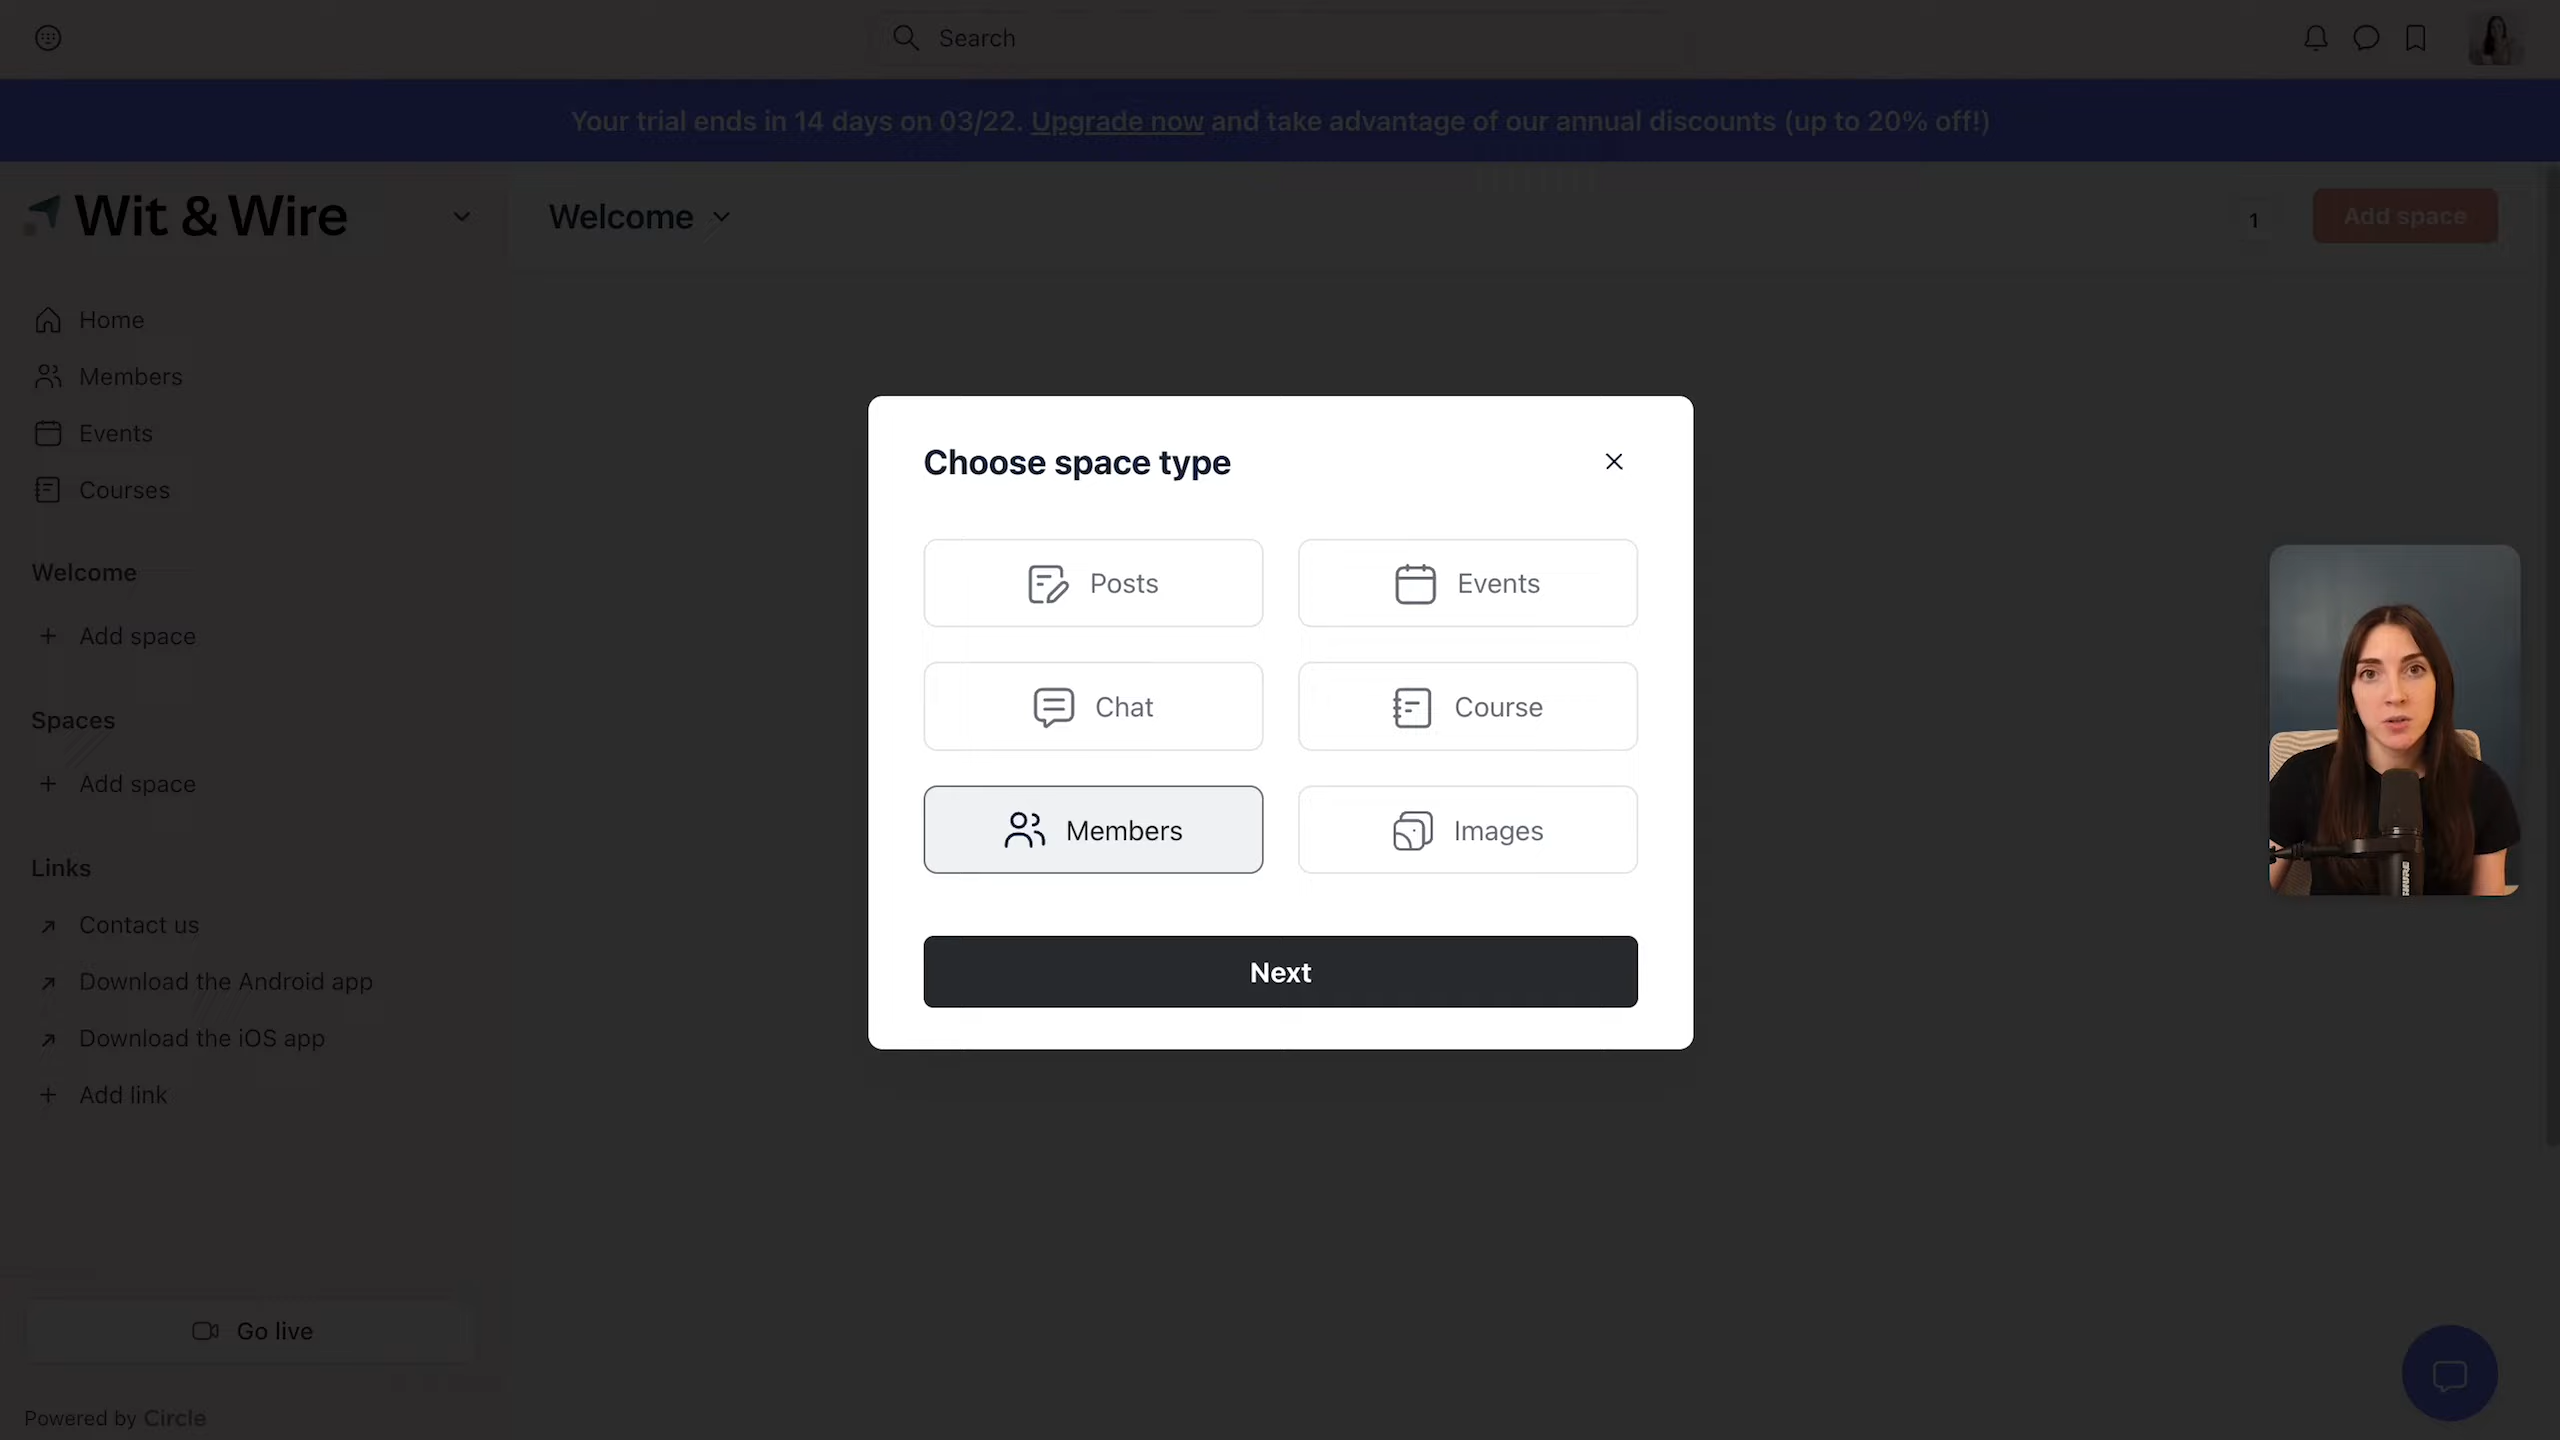 Search
Your trial ends in 14 days on 03/22. Upgrade now and take advantage of our annual discounts (up to 20% off!)
Wit & Wire
Welcome
1
Add space
Home
Members
Events
Courses
Welcome
Add space
Spaces
Add space
Links
Contact us
Download the Android app
Download the iOS app
Add link
Go live
Powered by Circle
Choose space type
Posts
Events
Chat
Course
Members
Images
Next
SHURE